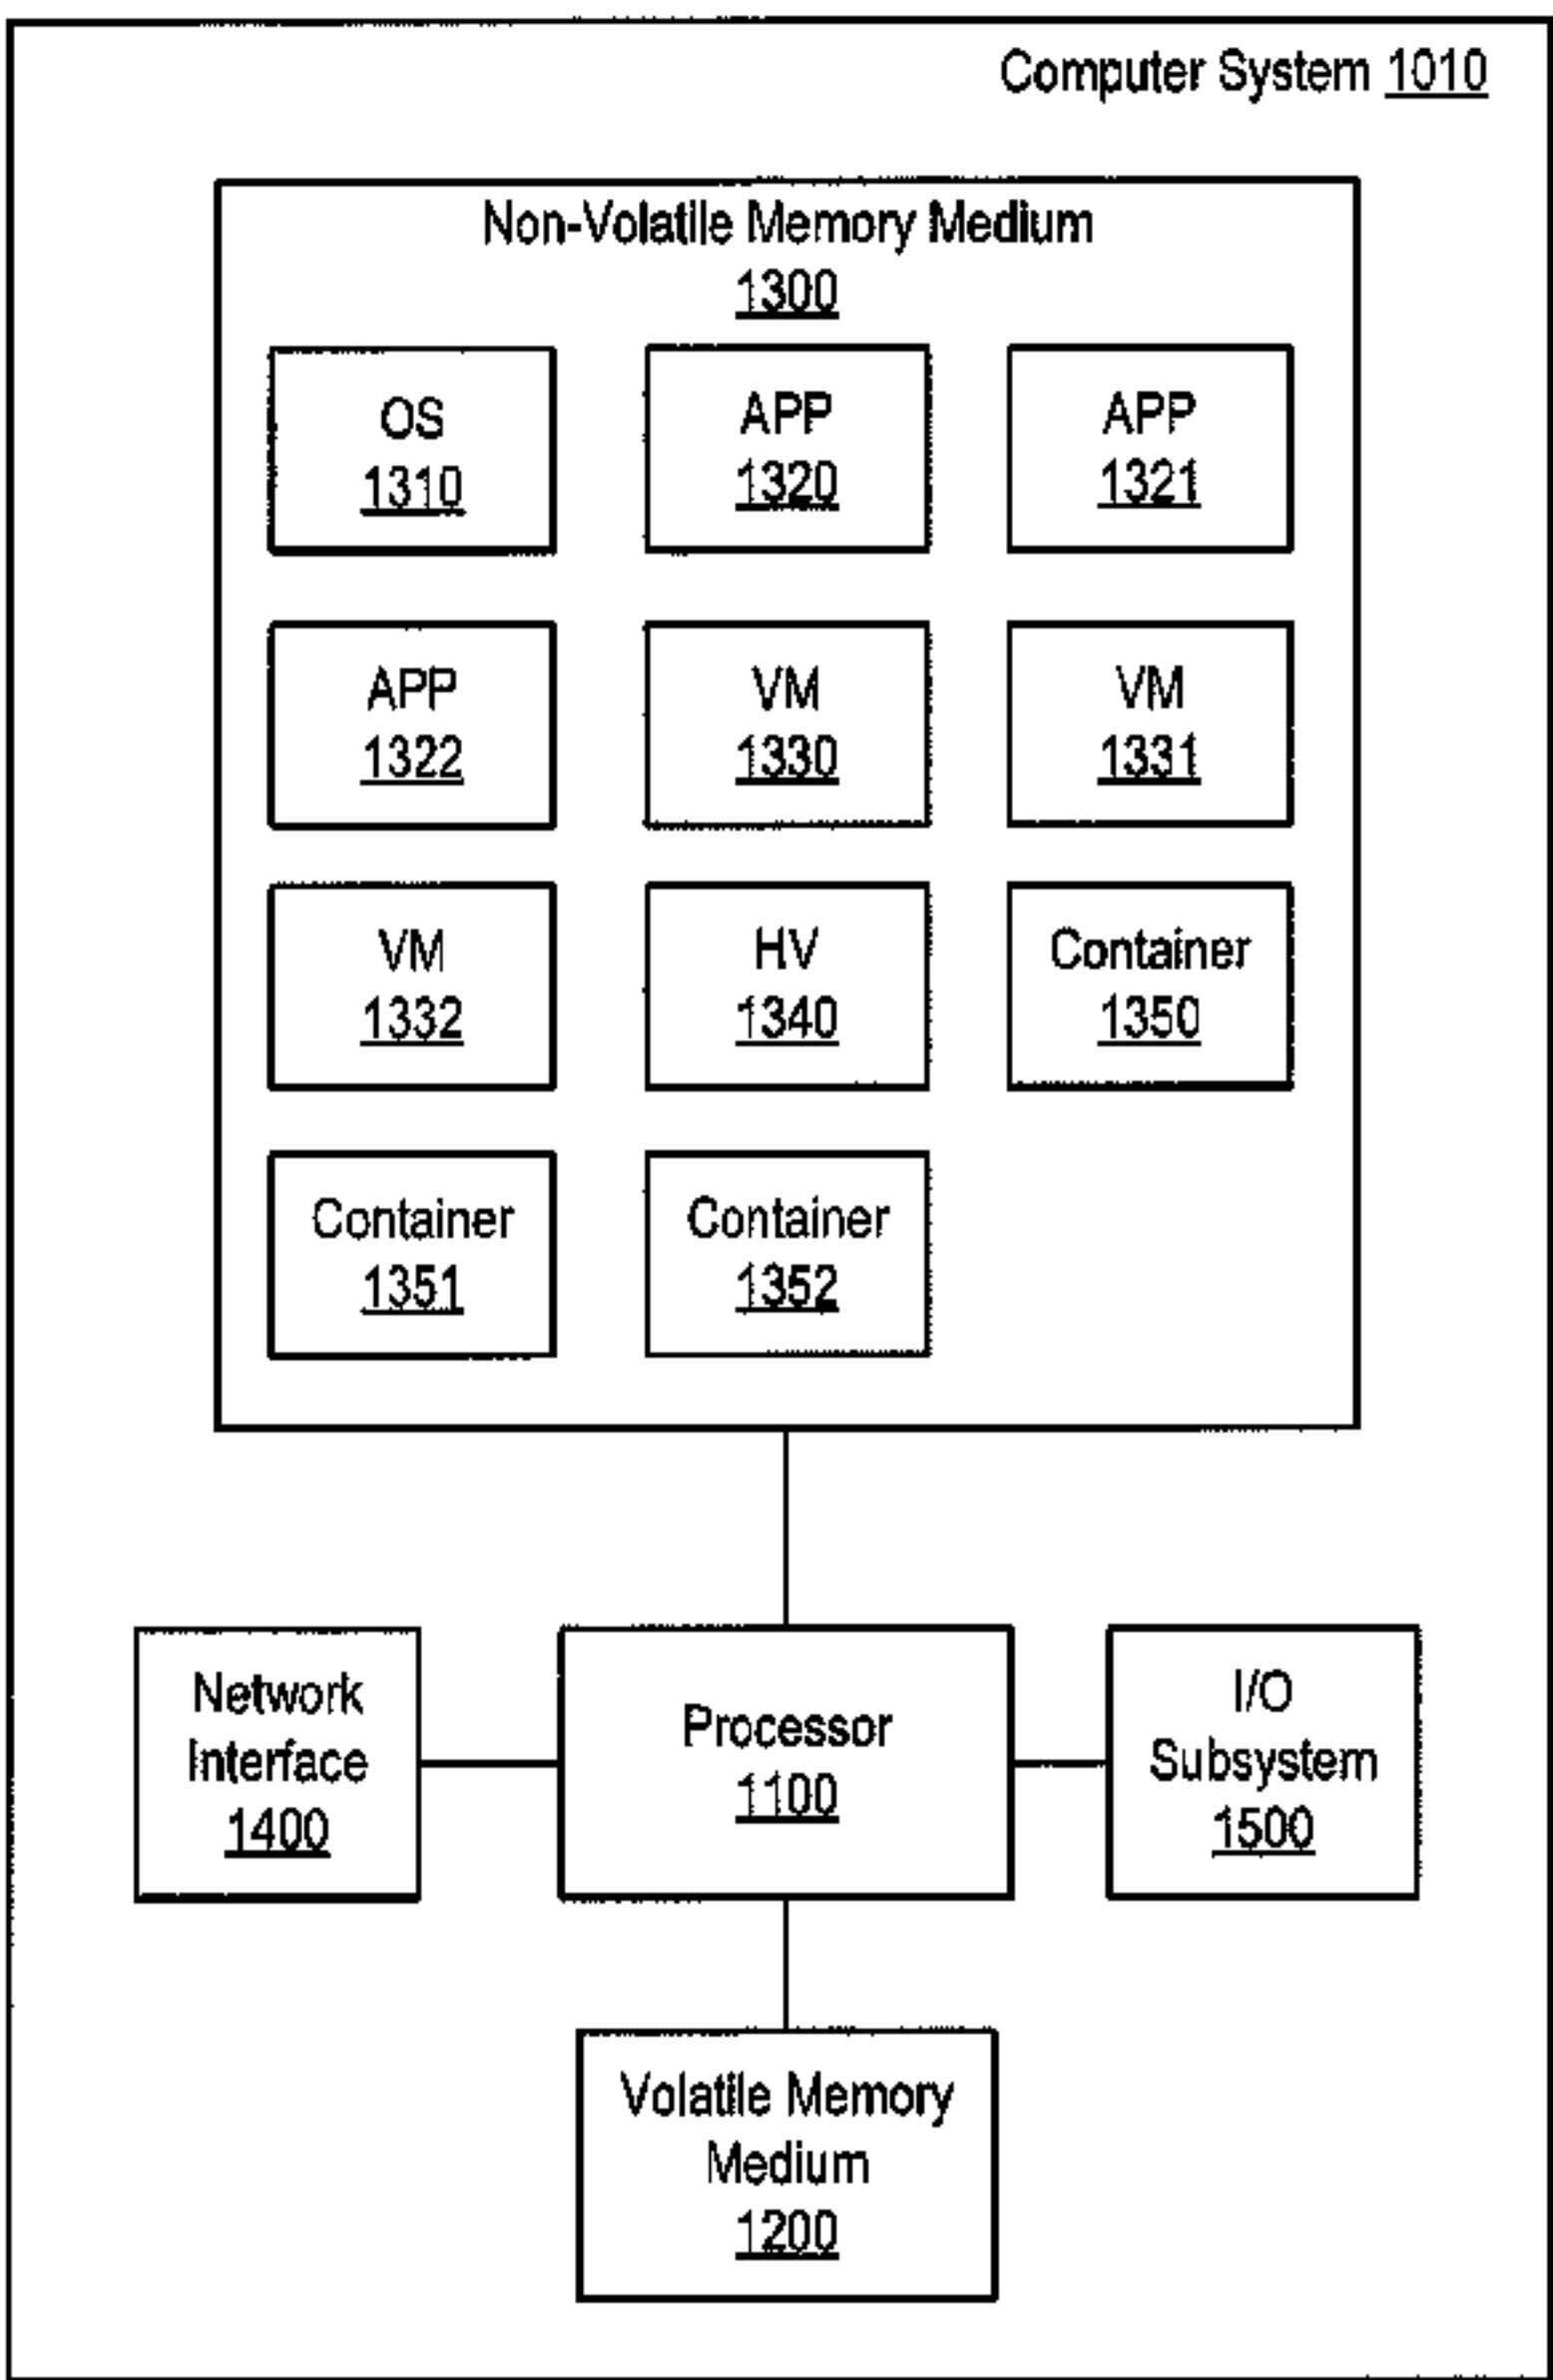 Computer System 1010
Non-Volatile Memory Medium
1300
OS
1310
APP
1320
APP
1321
APP
1322
VM
1330
VM
1331
VM
1332
HV
1340
Container
1350
Container
1351
Container
1352
Network
Interface
1400
Processor
1100
I/O
Subsystem
1500
Volatile Memory
Medium
1200